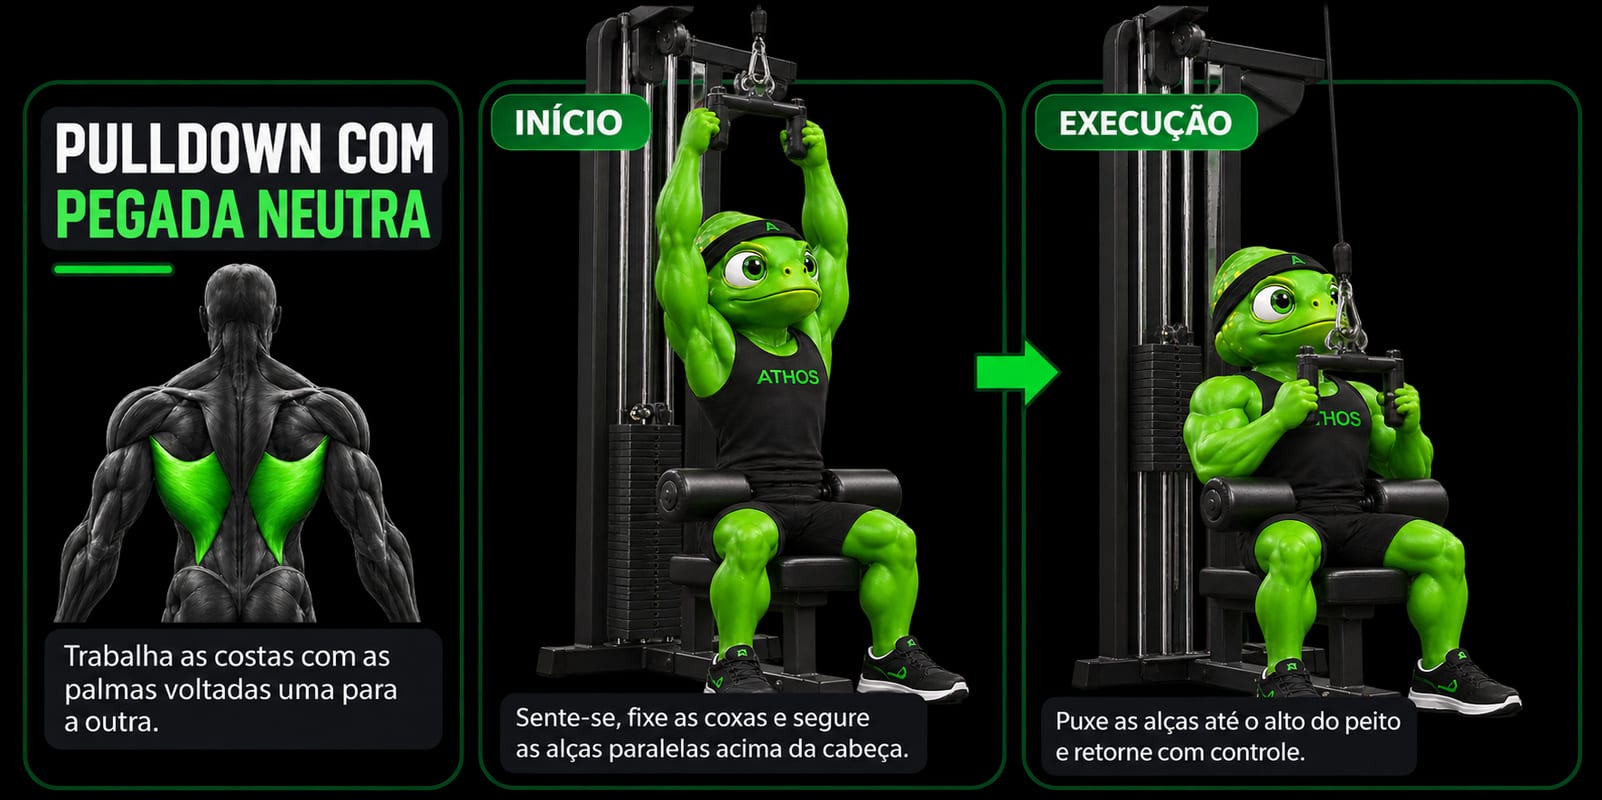 PULLDOWN COM
PEGADA NEUTRA
Trabalha as costas com as
palmas voltadas uma para
a outra.
INÍCIO
A
ATHOS
Sente-se, fixe as coxas e segure
as alças paralelas acima da cabeça.
EXECUÇÃO
A
THOS
Puxe as alças até o alto do peito
e retorne com controle.